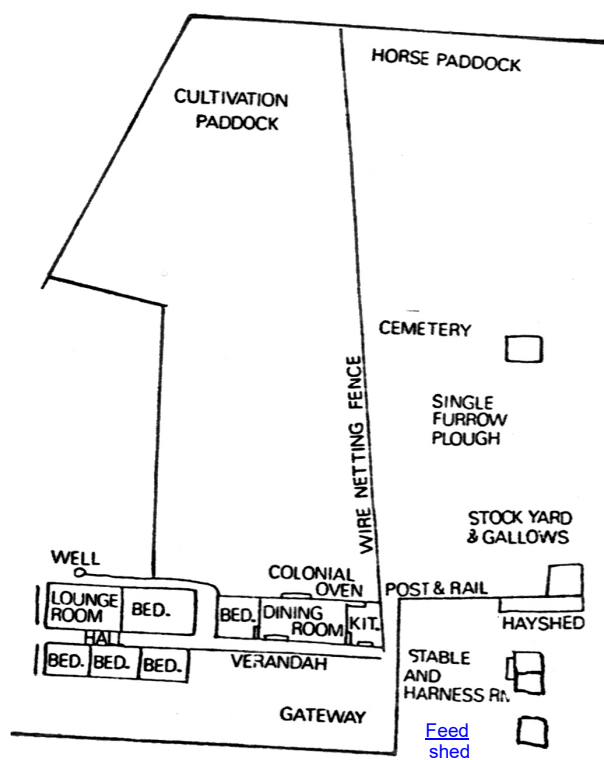 HORSE PADDOCK
CULTIVATION
PADDOCK
CEMETERY
WIRE NETTING FENCE
SINGLE
FURROW
PLOUGH
STOCK YARD
& GALLOWS
WELL
COLONIAL
OVEN
POST & RAIL
LOUNGE
ROOM
BED.
BED.
DINING
ROOM
KIT.
HAYSHED
HAL
BED.
BED.
BED.
VERANDAH
STABLE
AND
HARNESS RM
GATEWAY
Feed
shed